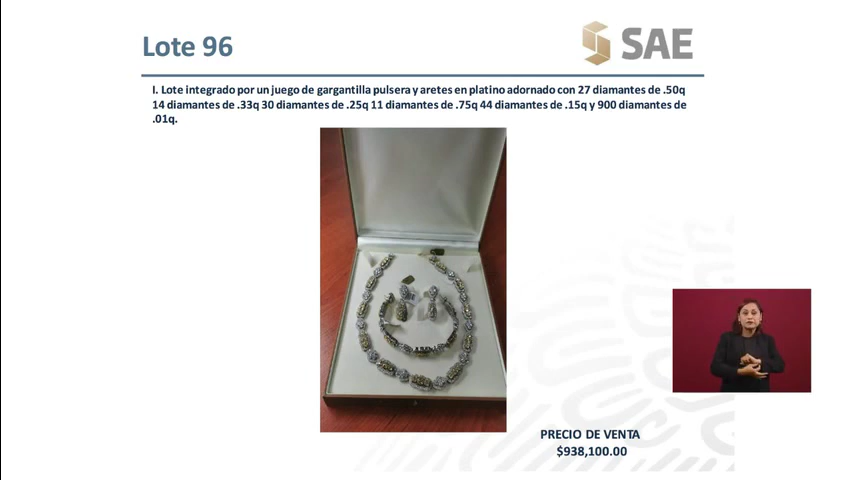 Lote 96
SAE
I. Lote integrado por un juego de gargantilla pulsera y aretes en platino adornado con 27 diamantes de .50q
14 diamantes de .33q 30 diamantes de .25q 11 diamantes de .75q 44 diamantes de .15q y 900 diamantes de
.01q.
PRECIO DE VENTA
$938,100.00